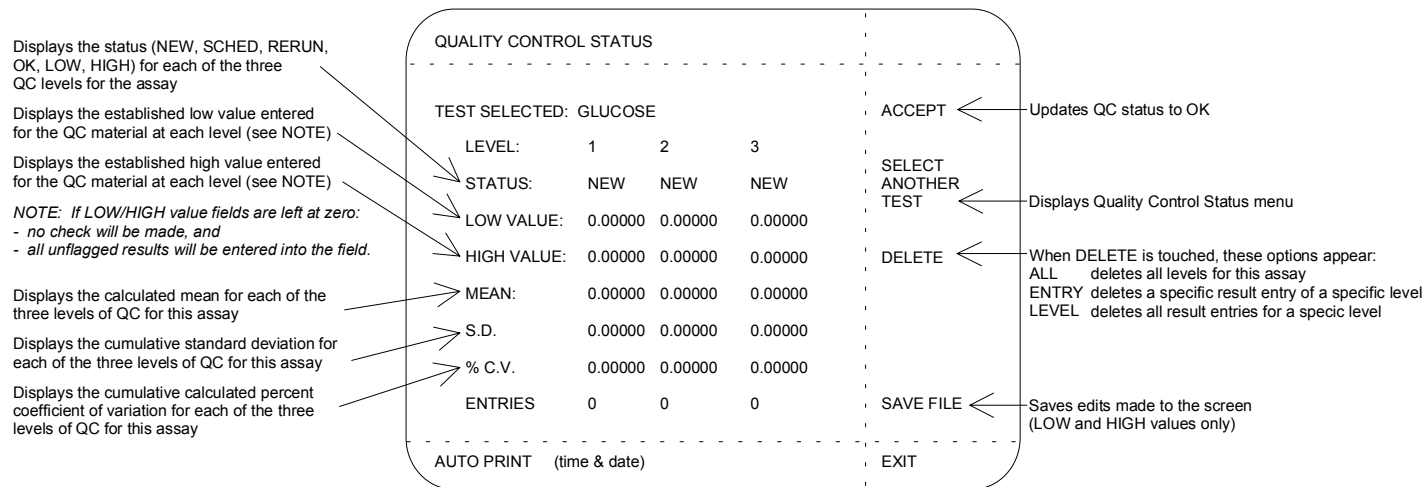 Displays the status (NEW, SCHED, RERUN,
OK, LOW, HIGH) for each of the three
QC levels for the assay
Displays the established low value entered
for the QC material at each level (see NOTE)
Displays the established high value entered
for the QC material at each level (see NOTE)
NOTE: If LOW/HIGH value fields are left at zero:
- no check will be made, and
- all unflagged results will be entered into the field.
Displays the calculated mean for each of the
three levels of QC for this assay
Displays the cumulative standard deviation for
each of the three levels of QC for this assay
Displays the cumulative calculated percent
coefficient of variation for each of the three
levels of QC for this assay
QUALITY CONTROL STATUS
TEST SELECTED: GLUCOSE
LEVEL: 1 2 3
STATUS: NEW NEW NEW
LOW VALUE: 0.00000 0.00000 0.00000
HIGH VALUE: 0.00000 0.00000 0.00000
MEAN: 0.00000 0.00000 0.00000
S.D. 0.00000 0.00000 0.00000
% C.V. 0.00000 0.00000 0.00000
ENTRIES 0 0 0
AUTO PRINT (time & date)
ACCEPT
SELECT
ANOTHER
TEST
DELETE
SAVE FILE
EXIT
Updates QC status to OK
Displays Quality Control Status menu
When DELETE is touched, these options appear:
ALL deletes all levels for this assay
ENTRY deletes a specific result entry of a specific level
LEVEL deletes all result entries for a specic level
Saves edits made to the screen
(LOW and HIGH values only)